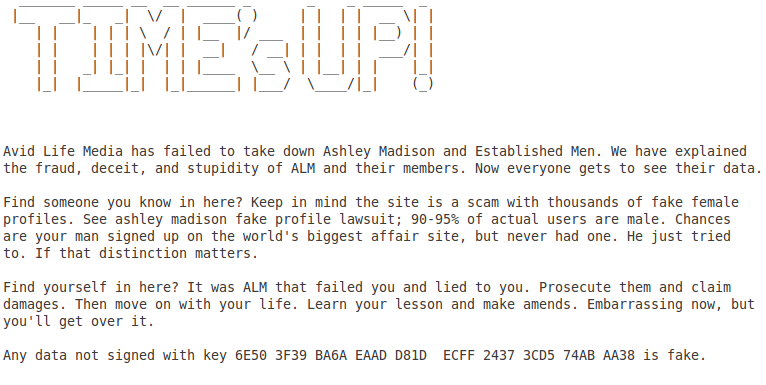 TIME'S UP!
Avid Life Media has failed to take down Ashley Madison and Established Men. We have explained
the fraud, deceit, and stupidity of ALM and their members. Now everyone gets to see their data.
Find someone you know in here? Keep in mind the site is a scam with thousands of fake female
profiles. See ashley madison fake profile lawsuit; 90-95% of actual users are male. Chances
are your man signed up on the world's biggest affair site, but never had one. He just tried
to. If that distinction matters.
Find yourself in here? It was ALM that failed you and lied to you. Prosecute them and claim
damages. Then move on with your life. Learn your lesson and make amends. Embarrassing now, but
you'll get over it.
Any data not signed with key 6E50 3F39 BA6A EAAD D81D  ECFF 2437 3CD5 74AB AA38 is fake.